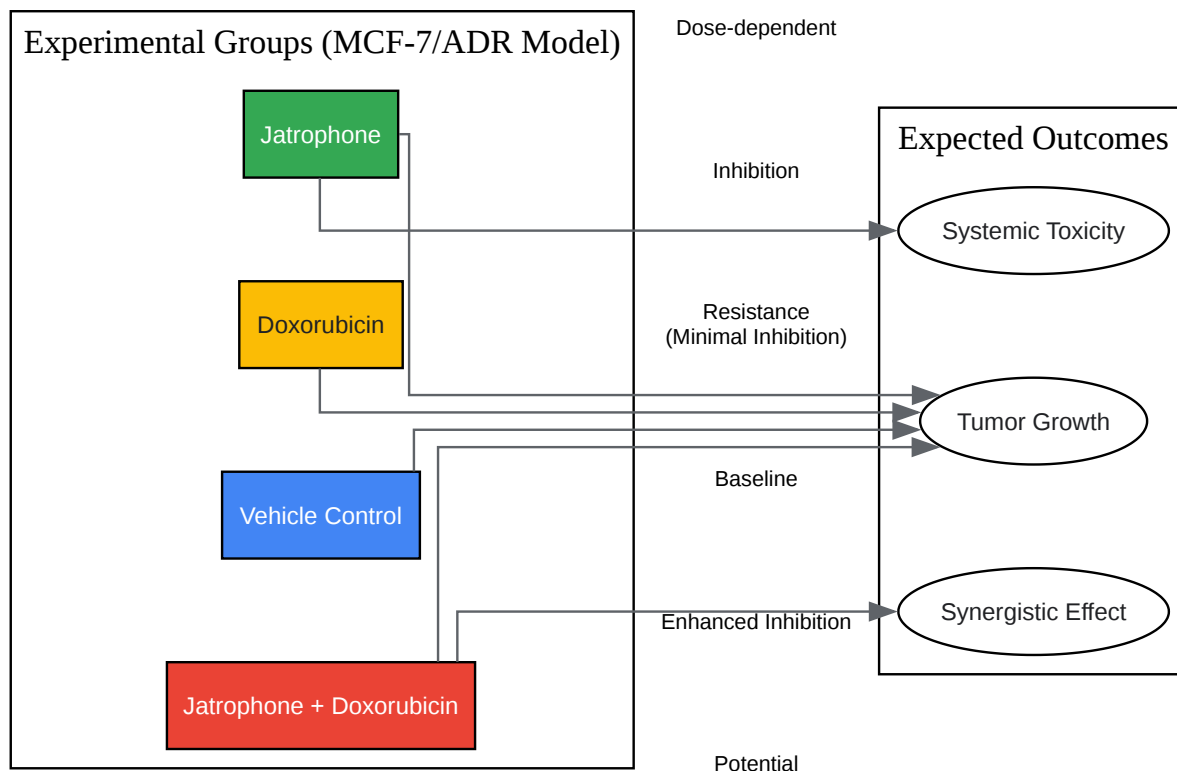 Dose-dependent
Experimental Groups (MCF-7/ADR Model)
Jatrophone
Expected Outcomes
Inhibition
Systemic Toxicity
Resistance
(Minimal Inhibition)
Doxorubicin
Tumor Growth
Baseline
Vehicle Control
Synergistic Effect
Enhanced Inhibition
Jatrophone + Doxorubicin
Potential